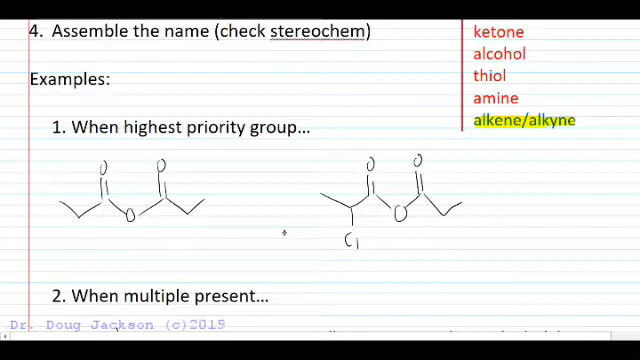 4. Assemble the name (check stereochem)
ketone
alcohol
thiol
amine
alkene/alkyne
Examples:
1. When highest priority group...
O O O O
O O
Cl
2. When multiple present...
Dr. Doug Jackson (c)2019